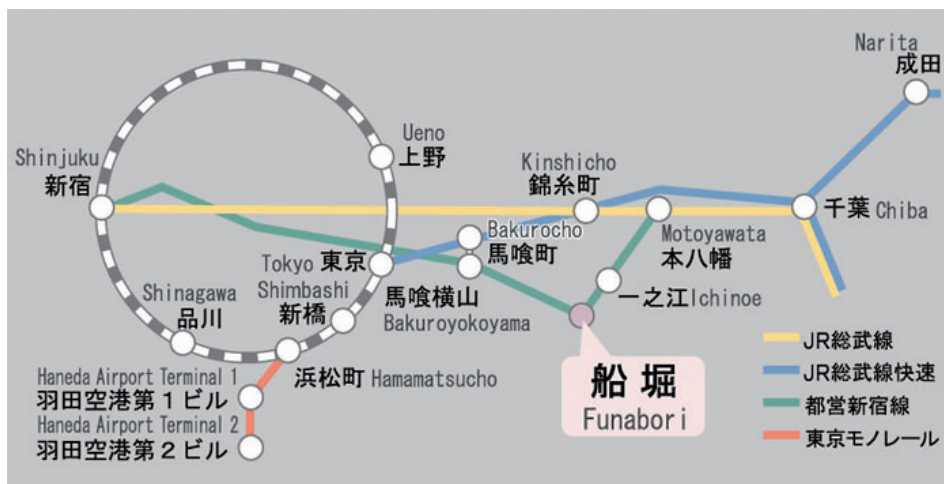 Narita
成田
Ueno
上野
Shinjuku
新宿
Kinshicho
錦糸町
千葉 Chiba
Bakurocho
馬喰町
Motoyawata
本八幡
Tokyo 東京
Shimbashi
新橋
馬喰横山
Bakuroyokoyama
一之江 Ichinoe
Shinagawa
品川
浜松町 Hamamatsucho
船堀
Funabori
Haneda Airport Terminal 1
羽田空港第1ビル
Haneda Airport Terminal 2
羽田空港第2ビル
JR総武線
JR総武線快速
都営新宿線
東京モノレール